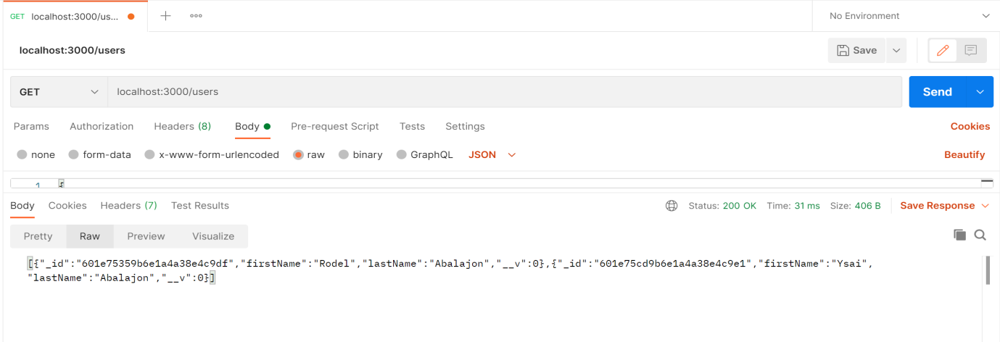 GET localhost:3000/us...
No Environment
localhost:3000/users
Save
GET localhost:3000/users
Send
Params Authorization Headers (8) Body Pre-request Script Tests Settings Cookies
none form-data x-www-form-urlencoded raw binary GraphQL JSON Beautify
1 {
Body Cookies Headers (7) Test Results Status: 200 OK Time: 31 ms Size: 406 B Save Response
Pretty Raw Preview Visualize
[{"_id":"601e75359b6e1a4a38e4c9df","firstName":"Rodel","lastName":"Abalajon","__v":0},{"_id":"601e75cd9b6e1a4a38e4c9e1","firstName":"Ysai",
"lastName":"Abalajon","__v":0}]